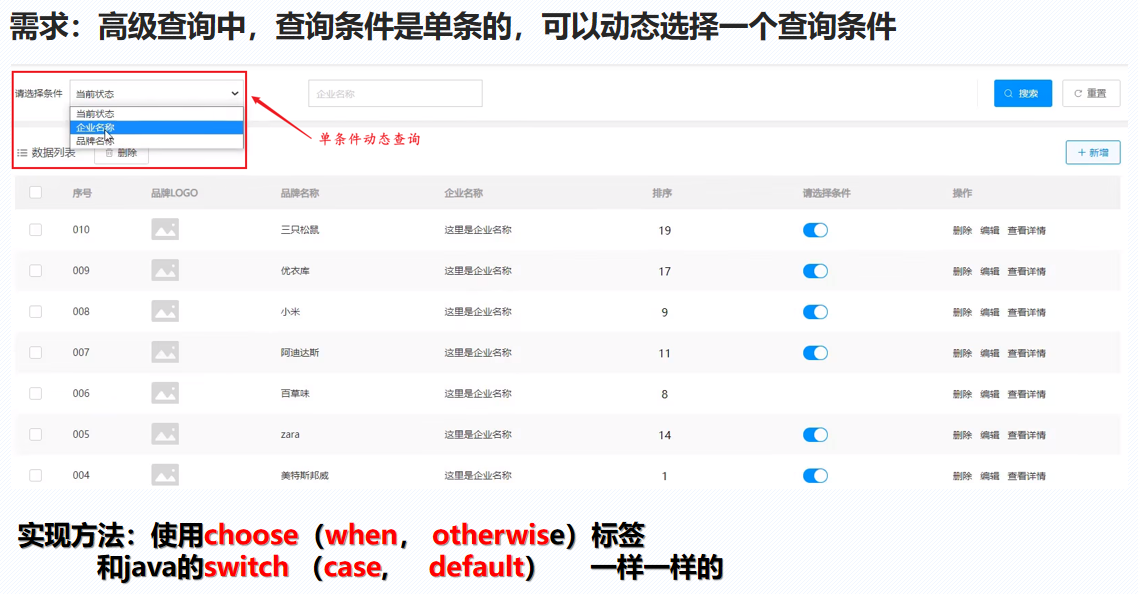 需求：高级查询中，查询条件是单条的，可以动态选择一个查询条件
请选择条件 当前状态 企业名称 搜索 重置
当前状态
企业名称
品牌名称
单条件动态查询
数据列表 删除 + 新增
序号 品牌LOGO 品牌名称 企业名称 排序 请选择条件 操作
010 三只松鼠 这里是企业名称 19 删除 编辑 查看详情
009 优衣库 这里是企业名称 17 删除 编辑 查看详情
008 小米 这里是企业名称 9 删除 编辑 查看详情
007 阿迪达斯 这里是企业名称 11 删除 编辑 查看详情
006 百草味 这里是企业名称 8 删除 编辑 查看详情
005 zara 这里是企业名称 14 删除 编辑 查看详情
004 美特斯邦威 这里是企业名称 1 删除 编辑 查看详情
实现方法：使用choose（when， otherwise）标签
和java的switch （case, default） 一样一样的